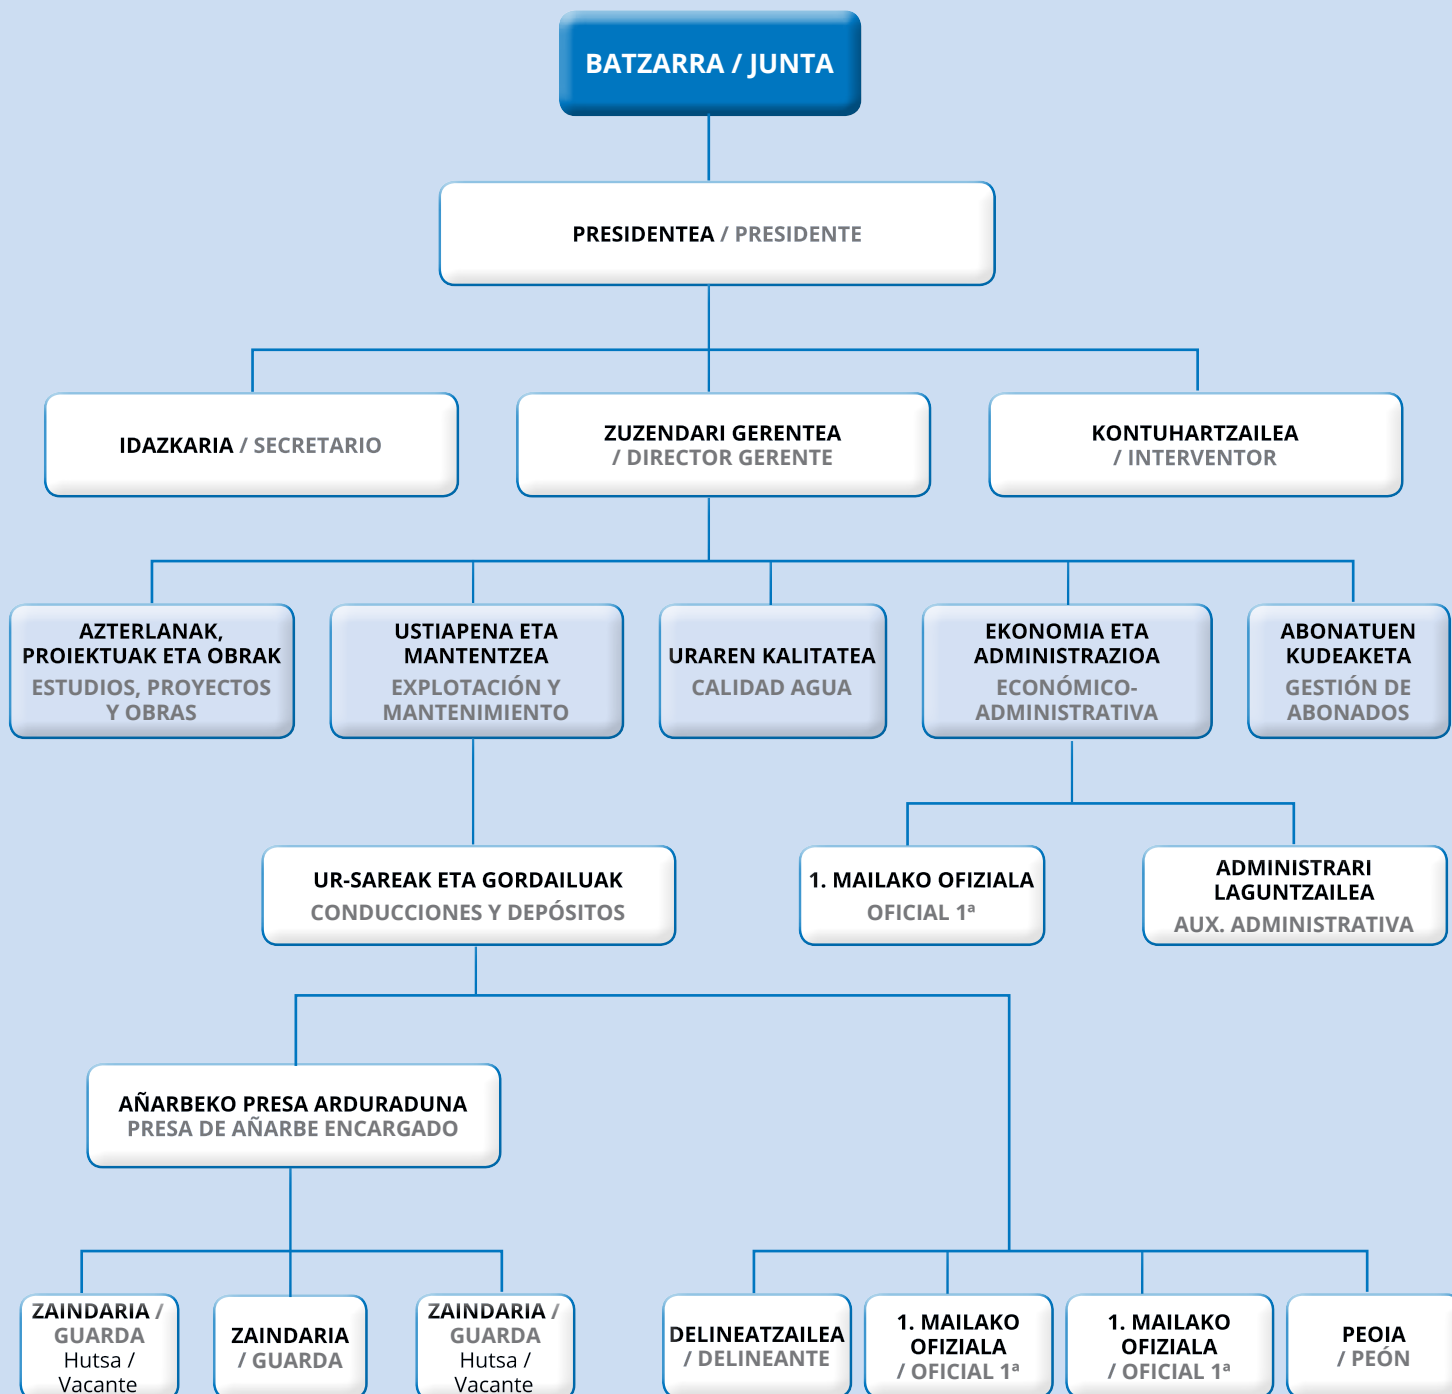 BATZARRA / JUNTA
PRESIDENTEA / PRESIDENTE
IDAZKARIA / SECRETARIO
ZUZENDARI GERENTEA
/ DIRECTOR GERENTE
KONTUHARTZAILEA
/ INTERVENTOR
AZTERLANAK,
PROIEKTUAK ETA OBRAK
ESTUDIOS, PROYECTOS
Y OBRAS
USTIAPENA ETA
MANTENTZEA
EXPLOTACIÓN Y
MANTENIMIENTO
URAREN KALITATEA
CALIDAD AGUA
EKONOMIA ETA
ADMINISTRAZIOA
ECONÓMICO-
ADMINISTRATIVA
ABONATUEN
KUDEAKETA
GESTIÓN DE
ABONADOS
UR-SAREAK ETA GORDAILUAK
CONDUCCIONES Y DEPÓSITOS
1. MAILAKO OFIZIALA
OFICIAL 1ª
ADMINISTRARI
LAGUNTZAILEA
AUX. ADMINISTRATIVA
AÑARBEKO PRESA ARDURADUNA
PRESA DE AÑARBE ENCARGADO
ZAINDARIA /
GUARDA
Hutsa /
Vacante
ZAINDARIA
/ GUARDA
ZAINDARIA /
GUARDA
Hutsa /
Vacante
DELINEATZAILEA
/ DELINEANTE
1. MAILAKO
OFIZIALA
/ OFICIAL 1ª
1. MAILAKO
OFIZIALA
/ OFICIAL 1ª
PEOIA
/ PEÓN